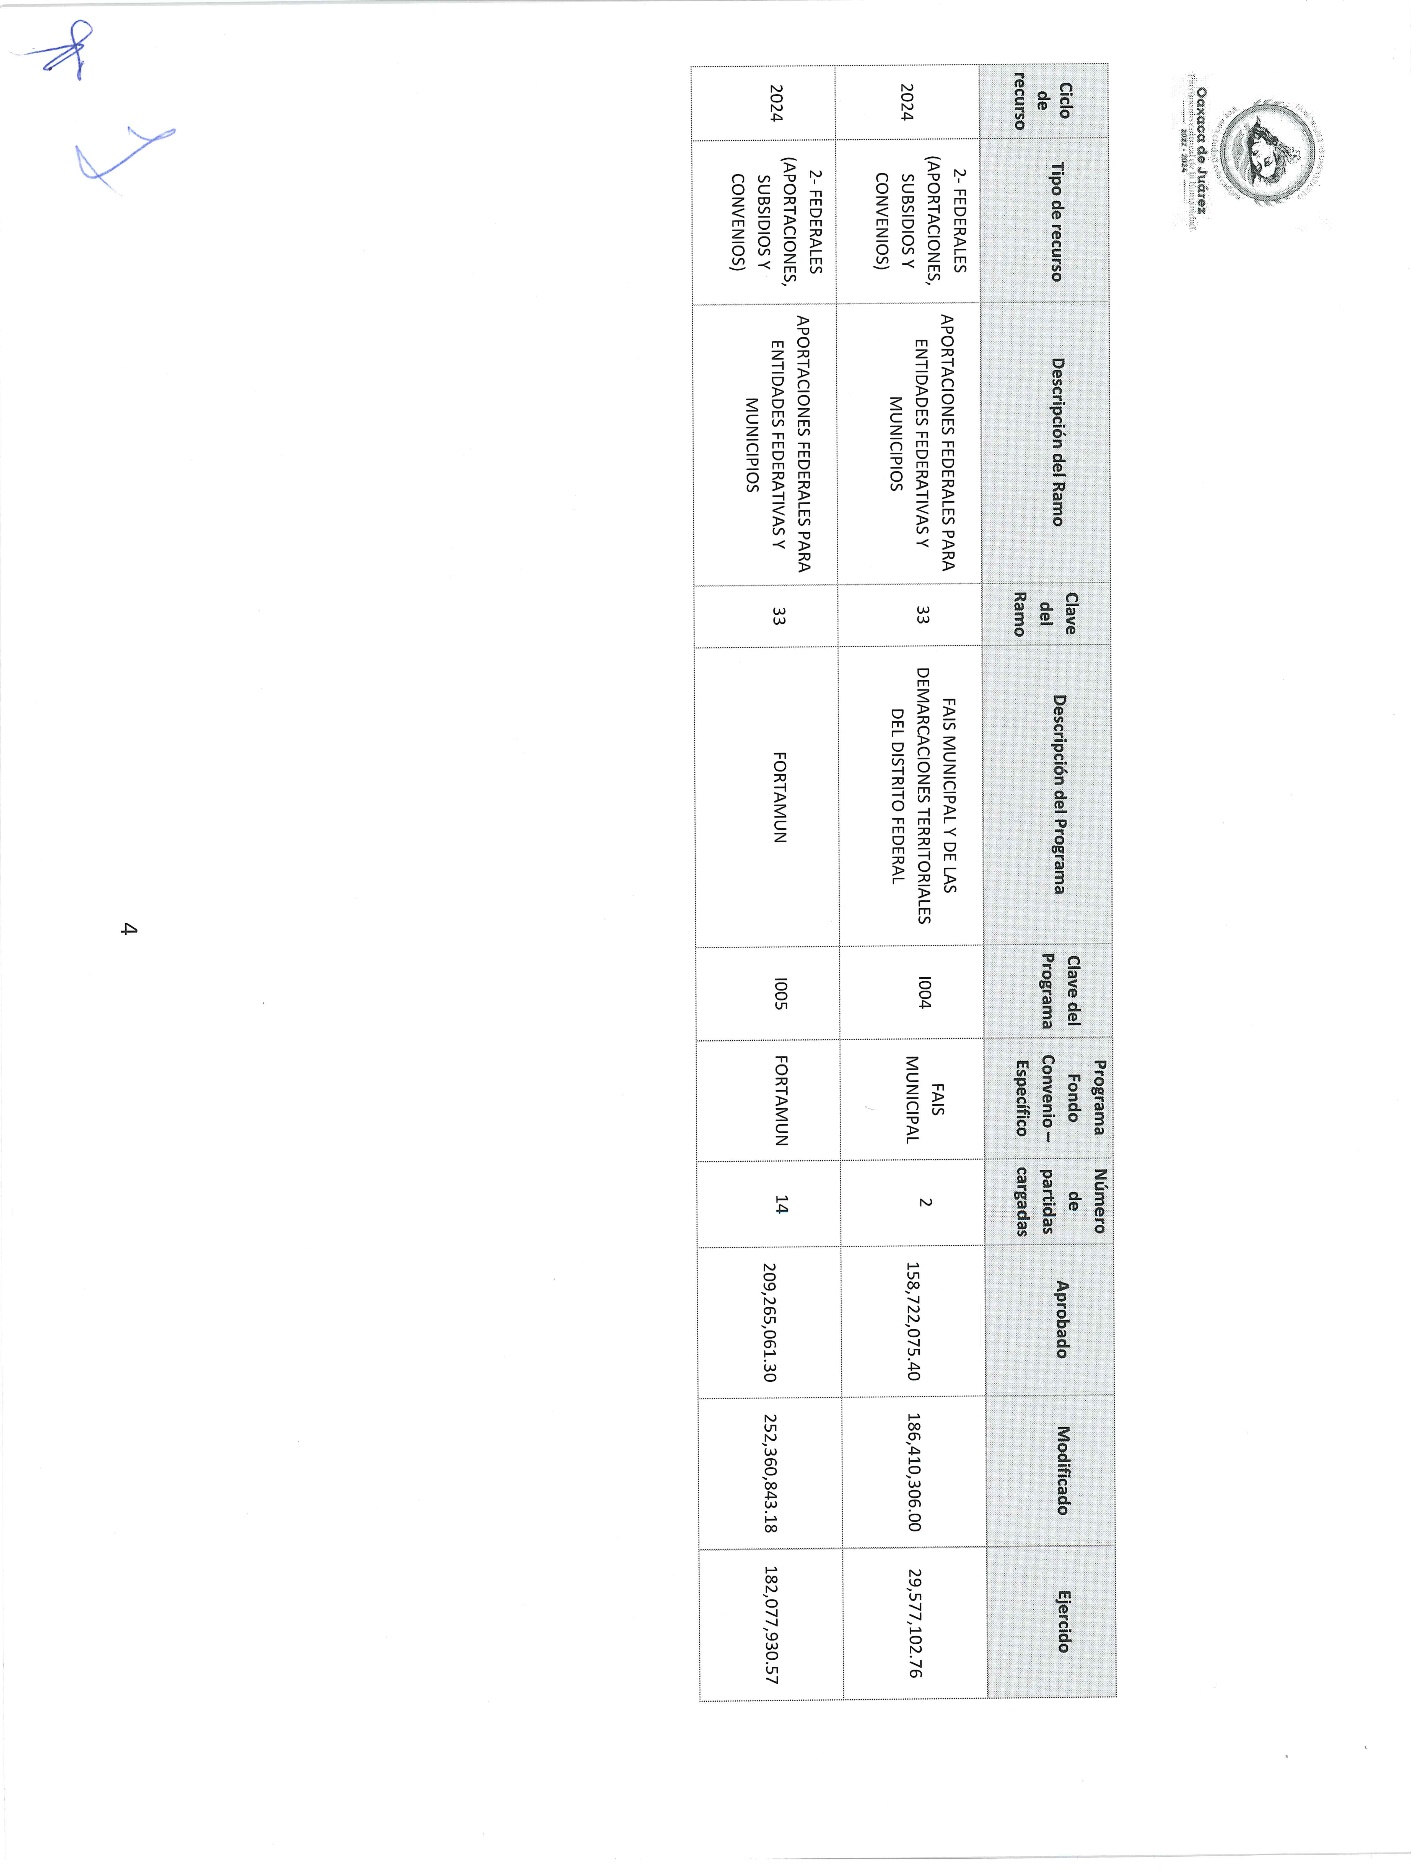 Oaxaca de Juárez
2022 - 2024
Ciclo
de
recurso
Tipo de recurso
Descripción del Ramo
Clave
del
Ramo
Descripción del Programa
Clave del
Programa
Programa
Fondo
Convenio –
Específico
Número
de
partidas
cargadas
Aprobado
Modificado
Ejercido
2024
2- FEDERALES
(APORTACIONES,
SUBSIDIOS Y
CONVENIOS)
APORTACIONES FEDERALES PARA
ENTIDADES FEDERATIVAS Y
MUNICIPIOS
33
FAIS MUNICIPAL Y DE LAS
DEMARCACIONES TERRITORIALES
DEL DISTRITO FEDERAL
I004
FAIS
MUNICIPAL
2
158,722,075.40
186,410,306.00
29,577,102.76
2024
2- FEDERALES
(APORTACIONES,
SUBSIDIOS Y
CONVENIOS)
APORTACIONES FEDERALES PARA
ENTIDADES FEDERATIVAS Y
MUNICIPIOS
33
FORTAMUN
I005
FORTAMUN
14
209,265,061.30
252,360,843.18
182,077,930.57
4